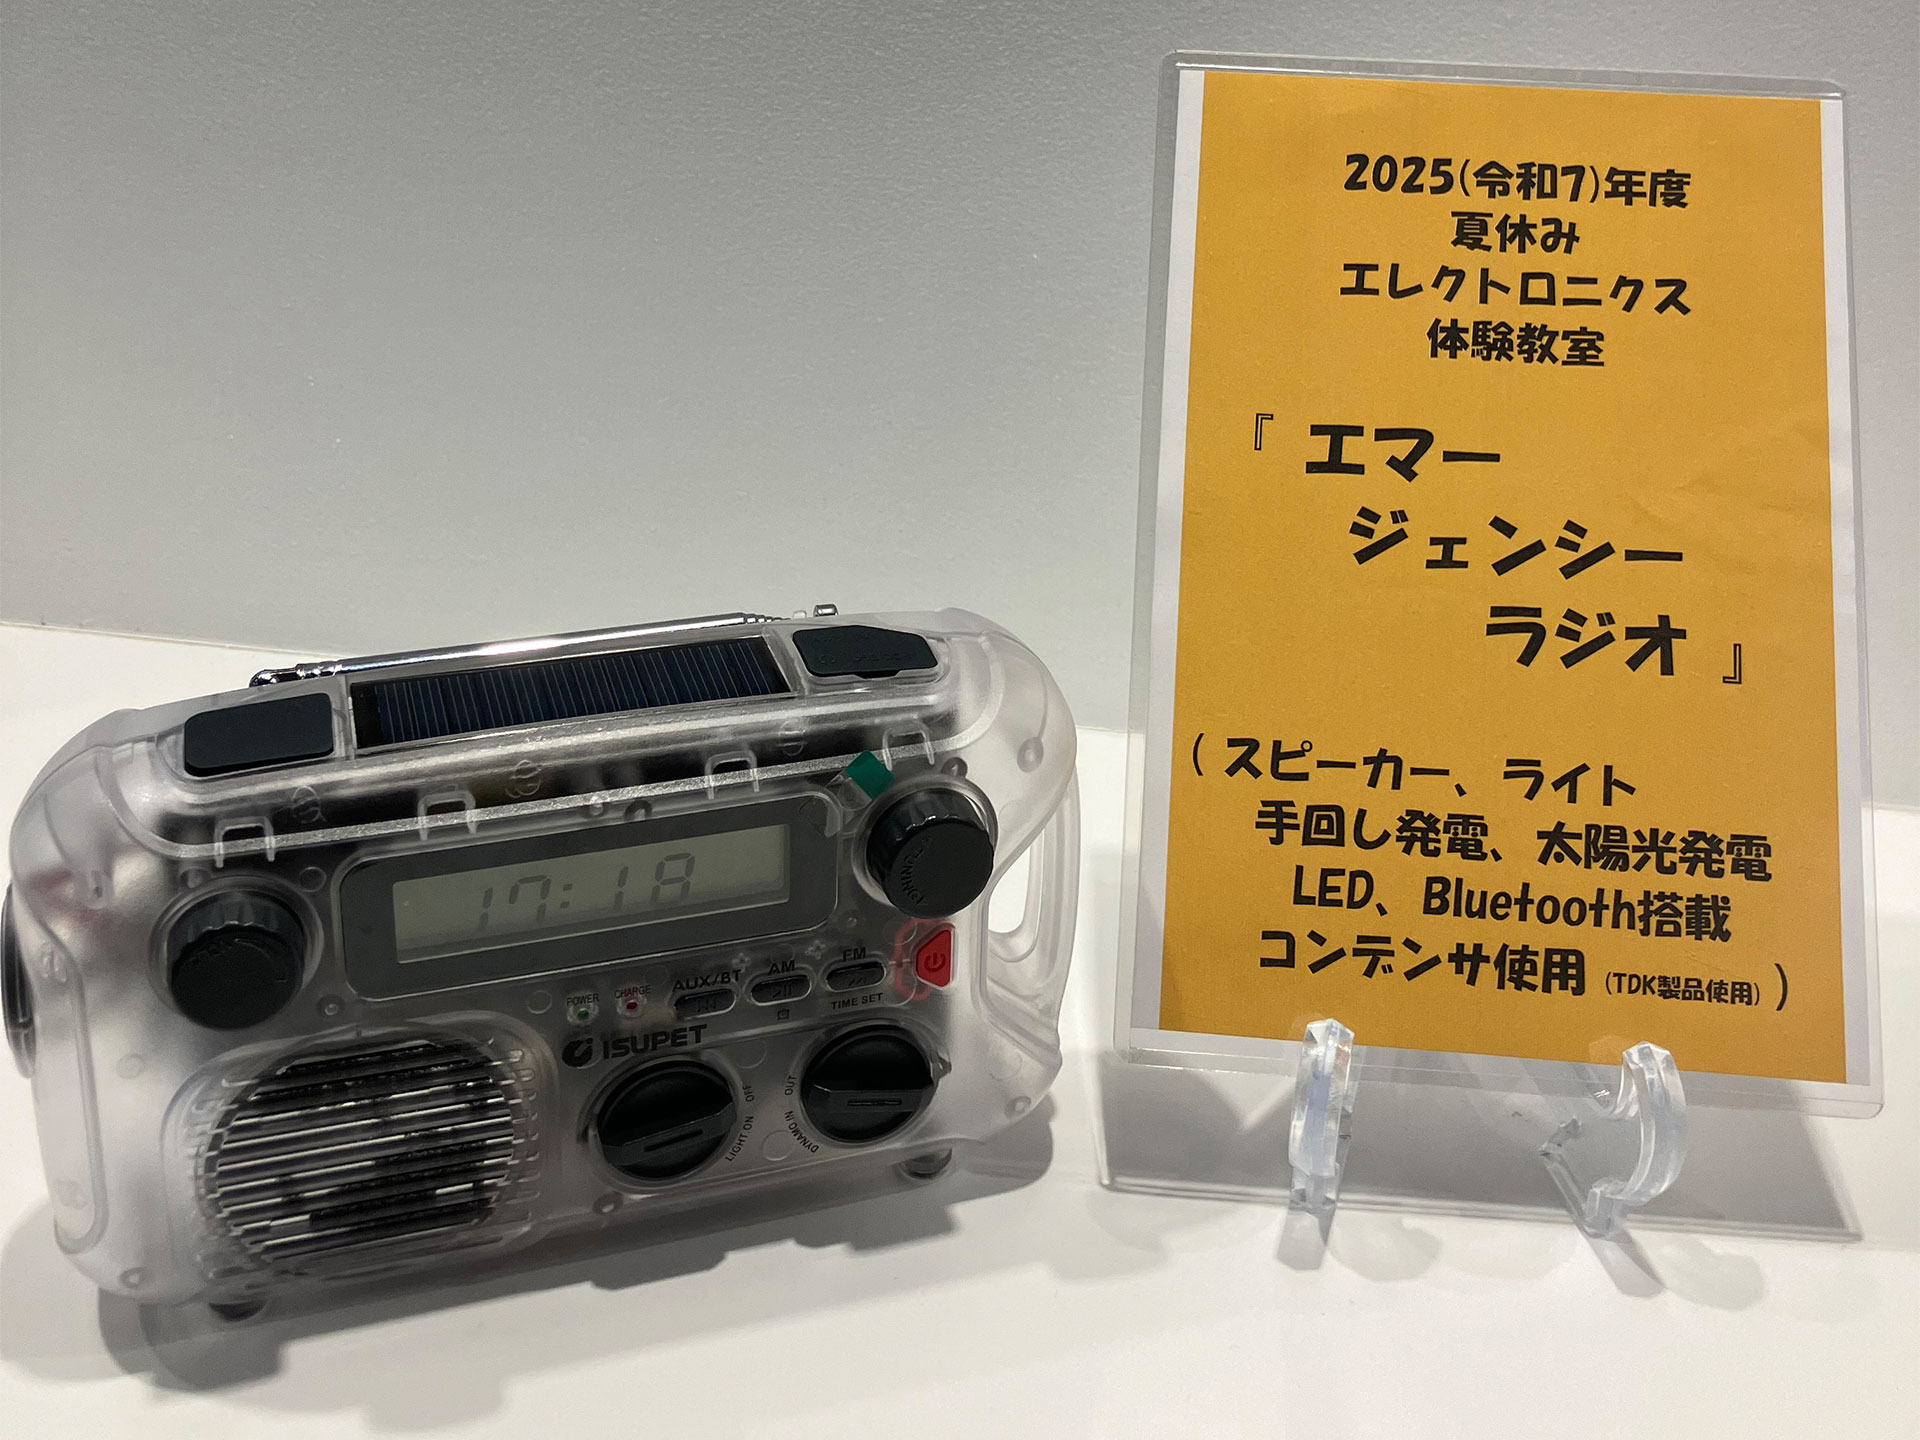 2025(令和7)年度
夏休み
エレクトロニクス
体験教室
『 エマー
ジェンシー
ラジオ 』
( スピーカー、ライト
手回し発電、太陽光発電
LED、Bluetooth搭載
コンデンサ使用 (TDK製品使用) )
17:18
POWER
CHARGE
AUX/BT
AM
FM
TIME SET
ISUPET
LIGHT ON OFF
DYNAMO IN OUT
TUNING